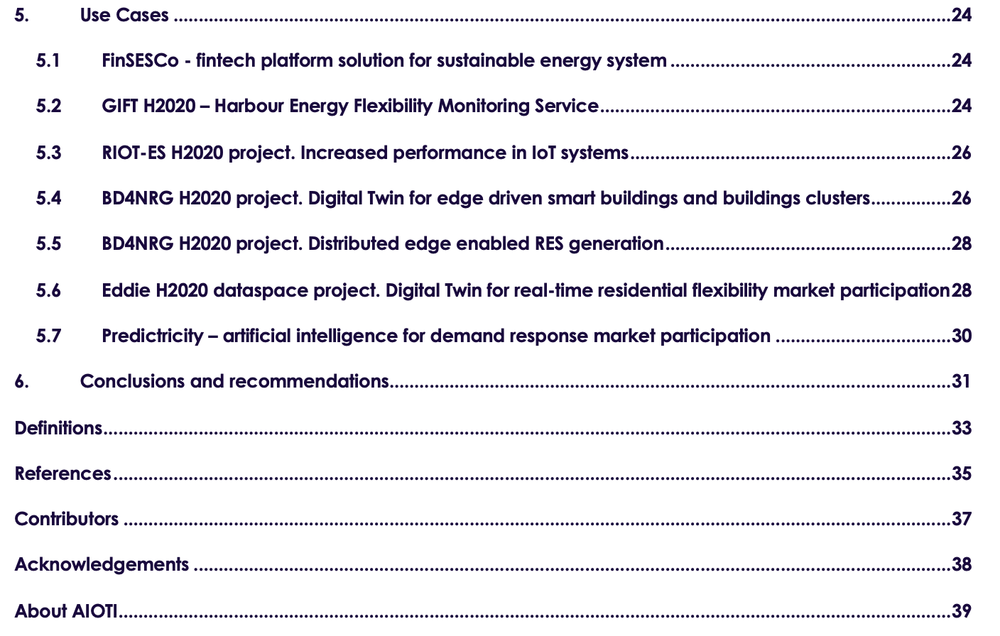 5. Use Cases ........................................................................ 24
5.1 FinSESCo - fintech platform solution for sustainable energy system ........................................ 24
5.2 GIFT H2020 – Harbour Energy Flexibility Monitoring Service ........................................ 24
5.3 RIOT-ES H2020 project. Increased performance in IoT systems ........................................ 26
5.4 BD4NRG H2020 project. Digital Twin for edge driven smart buildings and buildings clusters ................ 26
5.5 BD4NRG H2020 project. Distributed edge enabled RES generation ........................................ 28
5.6 Eddie H2020 dataspace project. Digital Twin for real-time residential flexibility market participation 28
5.7 Predictricity – artificial intelligence for demand response market participation ........................ 30
6. Conclusions and recommendations ........................................................................ 31
Definitions ........................................................................ 33
References ........................................................................ 35
Contributors ........................................................................ 37
Acknowledgements ........................................................................ 38
About AIOTI ........................................................................ 39